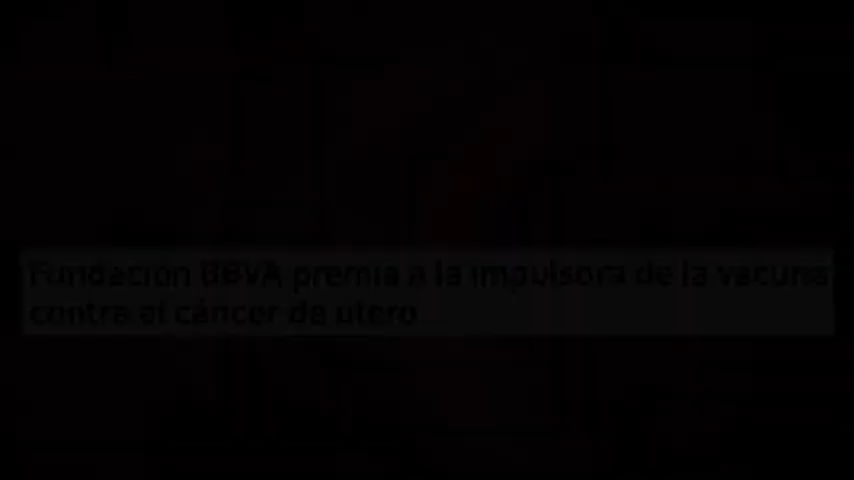 Fundación BBVA premia a la impulsora de la vacuna
contra el cáncer de utero